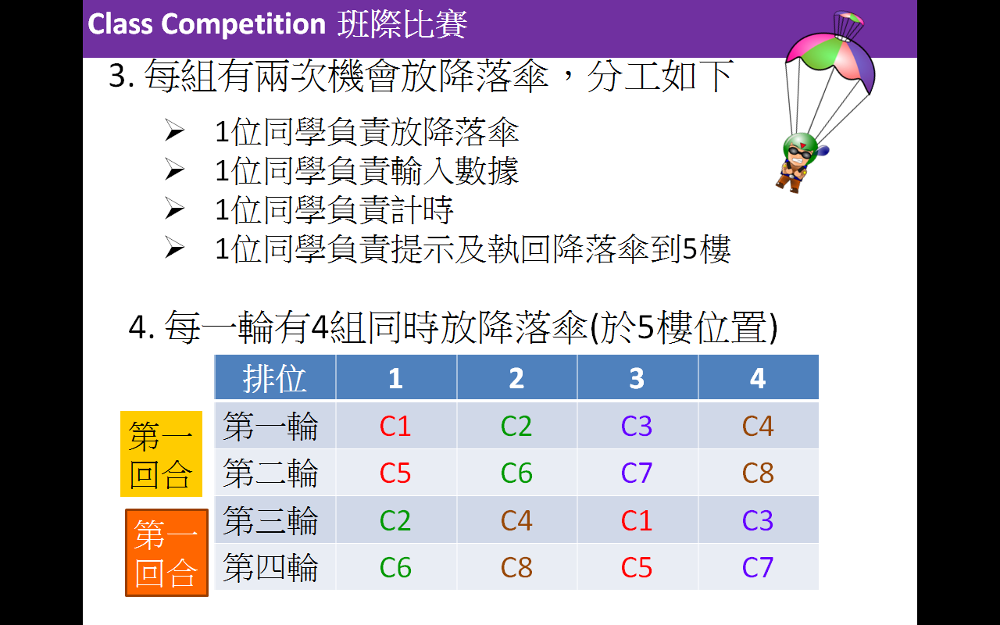 Class Competition 班際比賽
3. 每組有兩次機會放降落傘，分工如下
➢ 1位同學負責放降落傘
➢ 1位同學負責輸入數據
➢ 1位同學負責計時
➢ 1位同學負責提示及執回降落傘到5樓
4. 每一輪有4組同時放降落傘(於5樓位置)
排位 1 2 3 4
第一
回合
第一輪 C1 C2 C3 C4
第二輪 C5 C6 C7 C8
第一
回合
第三輪 C2 C4 C1 C3
第四輪 C6 C8 C5 C7